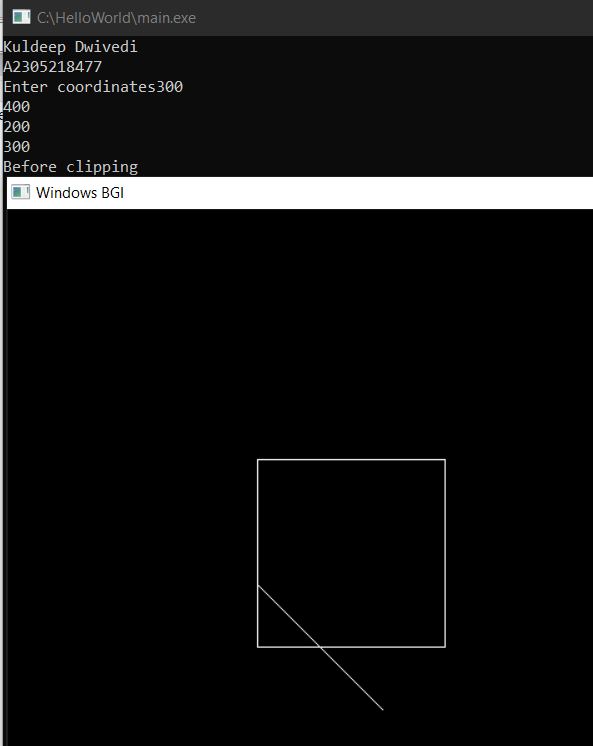 C:\HelloWorld\main.exe
Kuldeep Dwivedi
A2305218477
Enter coordinates300
400
200
300
Before clipping
Windows BGI